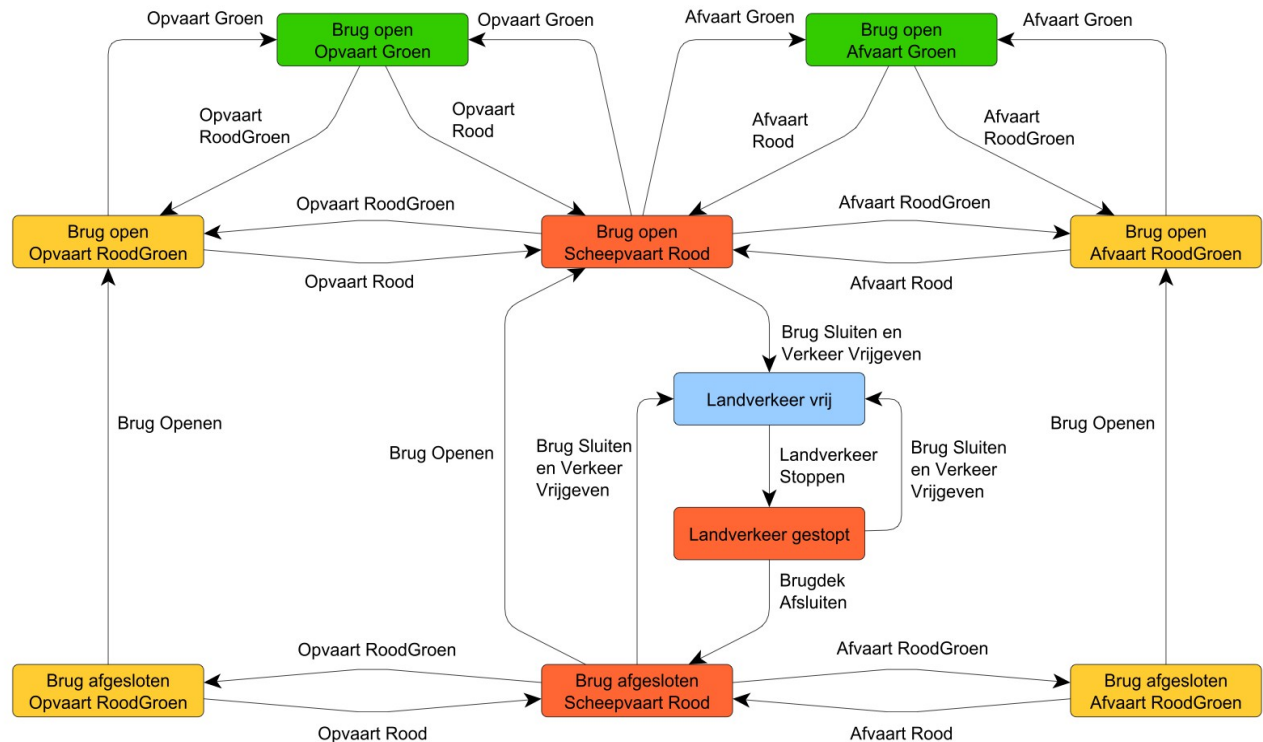 Opvaart Groen
Brug open
Opvaart Groen
Opvaart Groen
Afvaart Groen
Brug open
Afvaart Groen
Afvaart Groen
Opvaart
RoodGroen
Opvaart
Rood
Afvaart
Rood
Afvaart
RoodGroen
Brug open
Opvaart RoodGroen
Opvaart RoodGroen
Opvaart Rood
Brug open
Scheepvaart Rood
Afvaart RoodGroen
Afvaart Rood
Brug open
Afvaart RoodGroen
Brug Sluiten en
Verkeer Vrijgeven
Landverkeer vrij
Brug Openen
Brug Openen
Brug Sluiten
en Verkeer
Vrijgeven
Landverkeer
Stoppen
Brug Sluiten
en Verkeer
Vrijgeven
Brug Openen
Landverkeer gestopt
Brugdek
Afsluiten
Brug afgesloten
Opvaart RoodGroen
Opvaart RoodGroen
Opvaart Rood
Brug afgesloten
Scheepvaart Rood
Afvaart RoodGroen
Afvaart Rood
Brug afgesloten
Afvaart RoodGroen